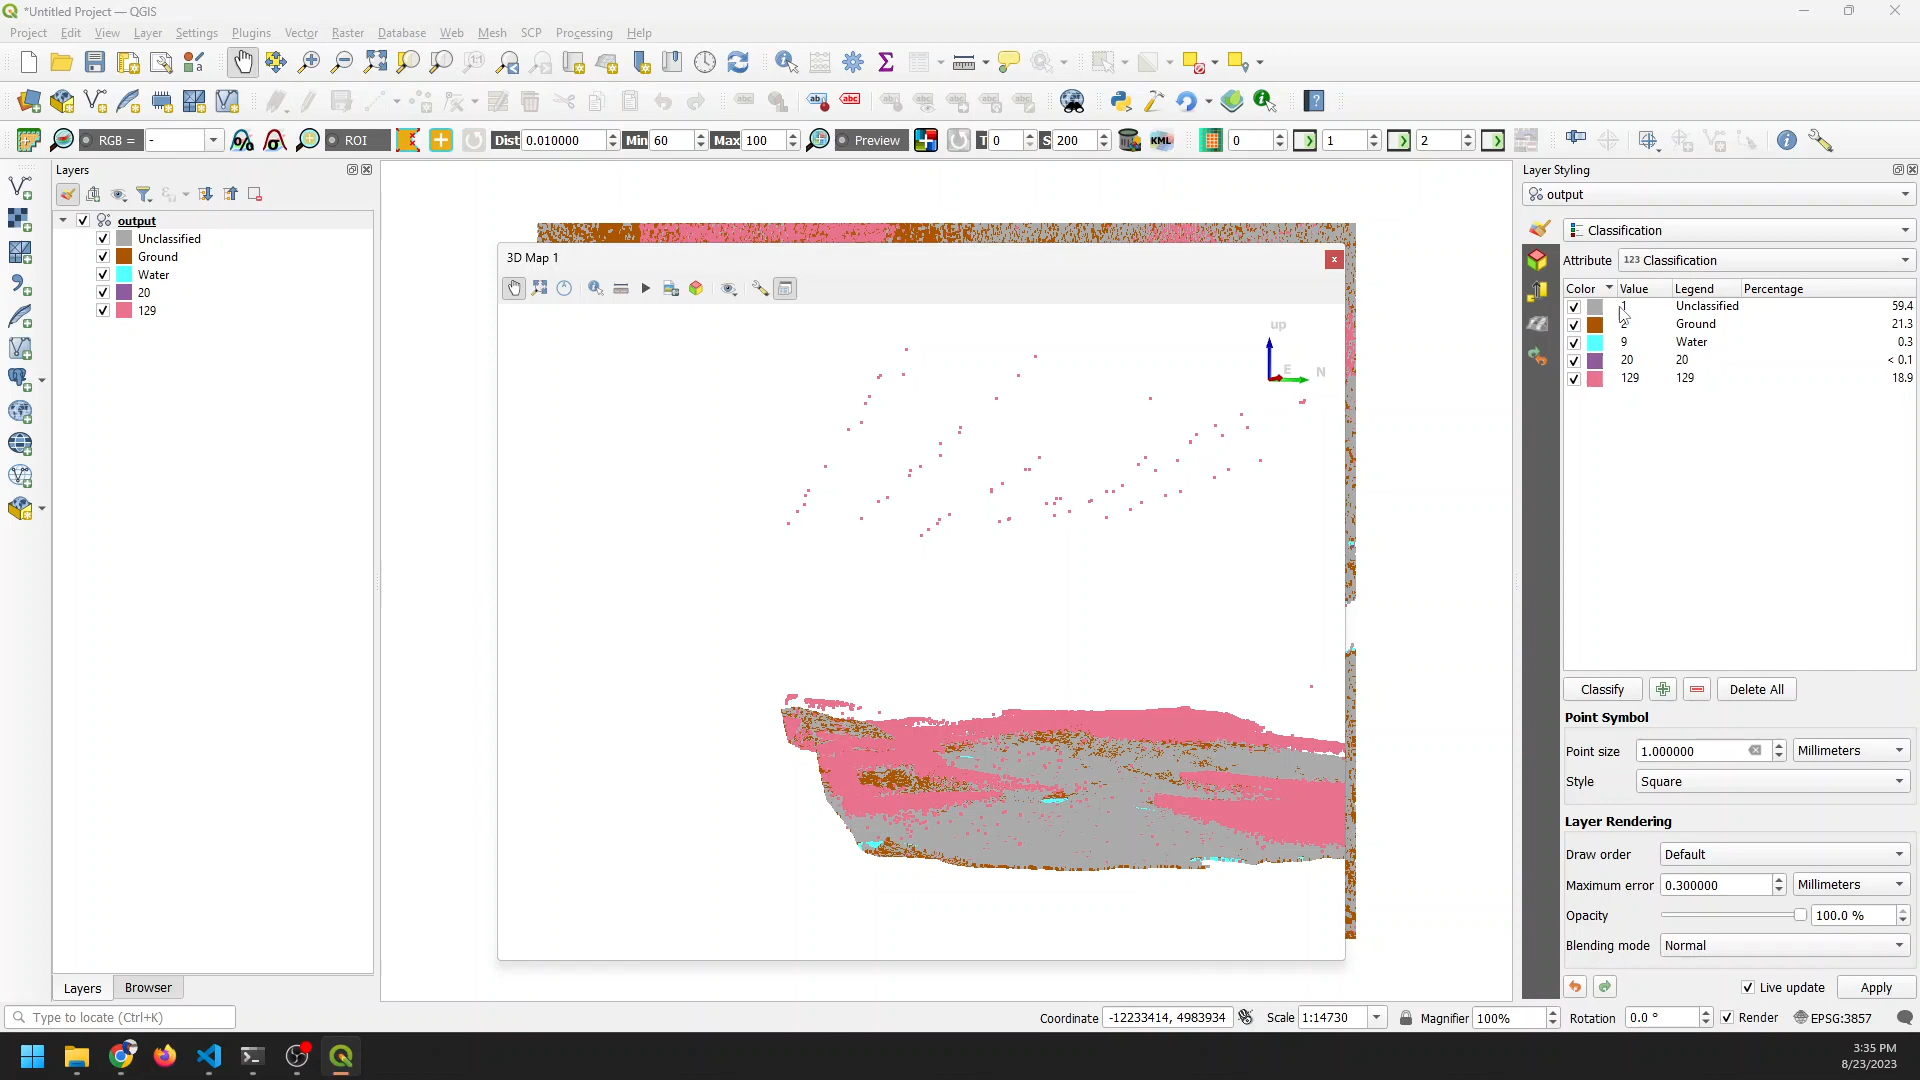 *Untitled Project — QGIS
Project Edit View Layer Settings Plugins Vector Raster Database Web Mesh SCP Processing Help
RGB = - ROI Dist 0.010000 Min 60 Max 100 Preview T 0 S 200 KML 0 1 2
Layers
output
Unclassified
Ground
Water
20
129
3D Map 1
up
E N
Layer Styling
output
Classification
Attribute 123 Classification
Color Value Legend Percentage
1 Unclassified 59.4
2 Ground 21.3
9 Water 0.3
20 20 < 0.1
129 129 18.9
Classify Delete All
Point Symbol
Point size 1.000000 Millimeters
Style Square
Layer Rendering
Draw order Default
Maximum error 0.300000 Millimeters
Opacity 100.0 %
Blending mode Normal
Live update Apply
Layers Browser
Type to locate (Ctrl+K) Coordinate -12233414, 4983934 Scale 1:14730 Magnifier 100% Rotation 0.0 ° Render EPSG:3857
3:35 PM
8/23/2023